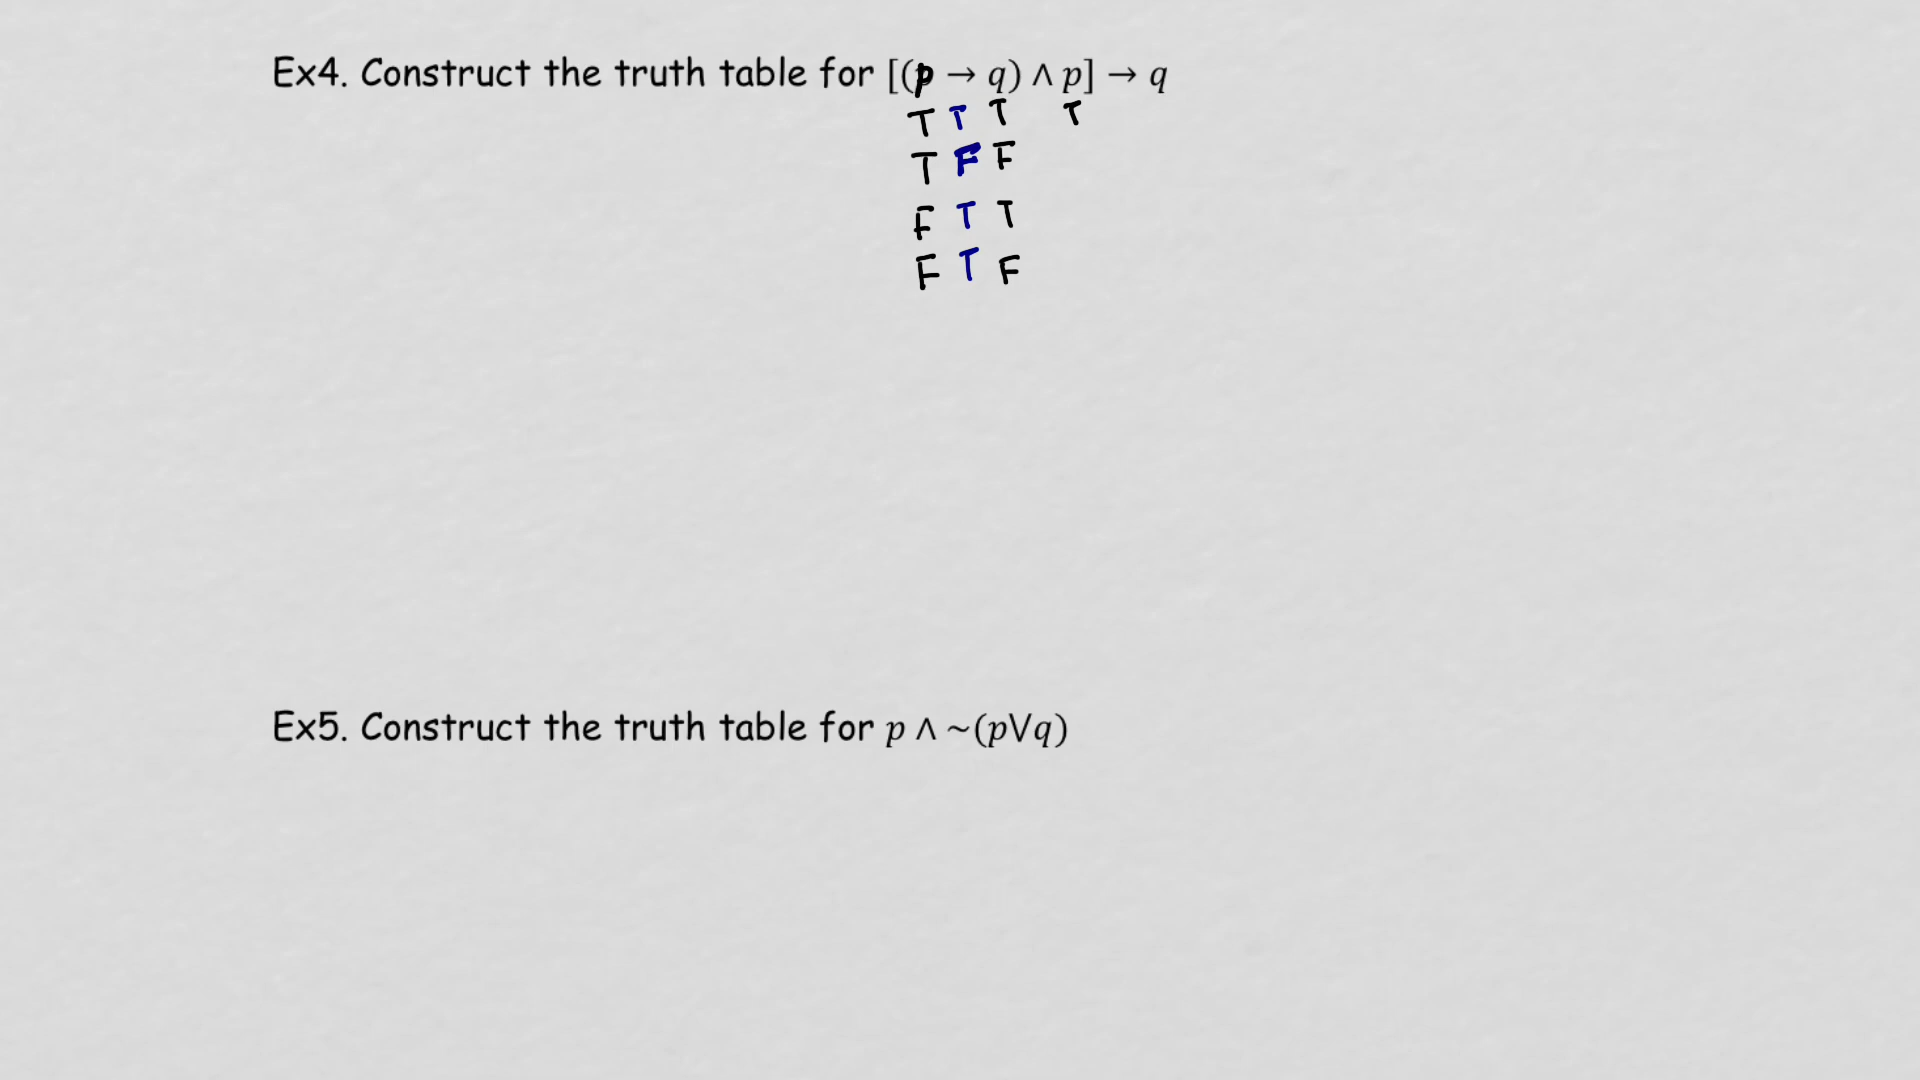 Ex4. Construct the truth table for [(p → q) ∧ p] → q
T T T T
T F F
F T T
F T F
Ex5. Construct the truth table for p ∧ ~(p∨q)